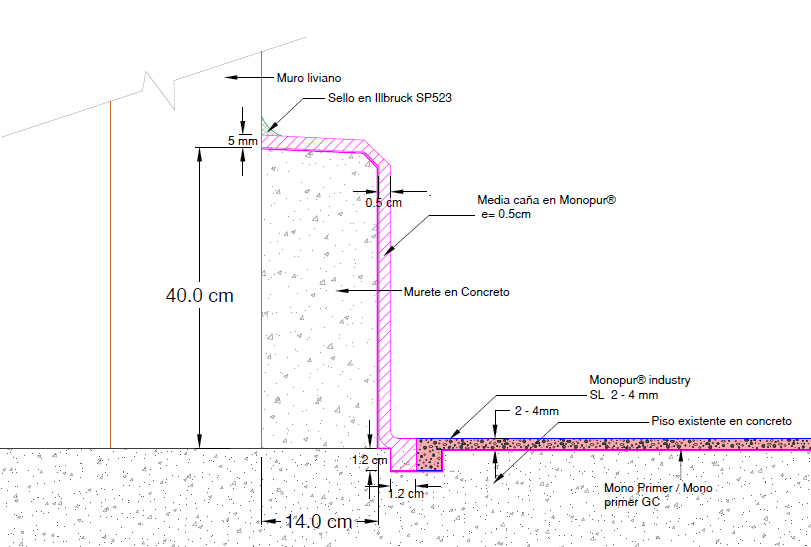 Muro liviano
Sello en Illbruck SP523
5 mm
0.5 cm
Media caña en Monopur®
e= 0.5cm
40.0 cm
Murete en Concreto
Monopur® industry
SL 2 - 4 mm
2 - 4mm
Piso existente en concreto
1.2 cm
1.2 cm
Mono Primer / Mono
primer GC
14.0 cm